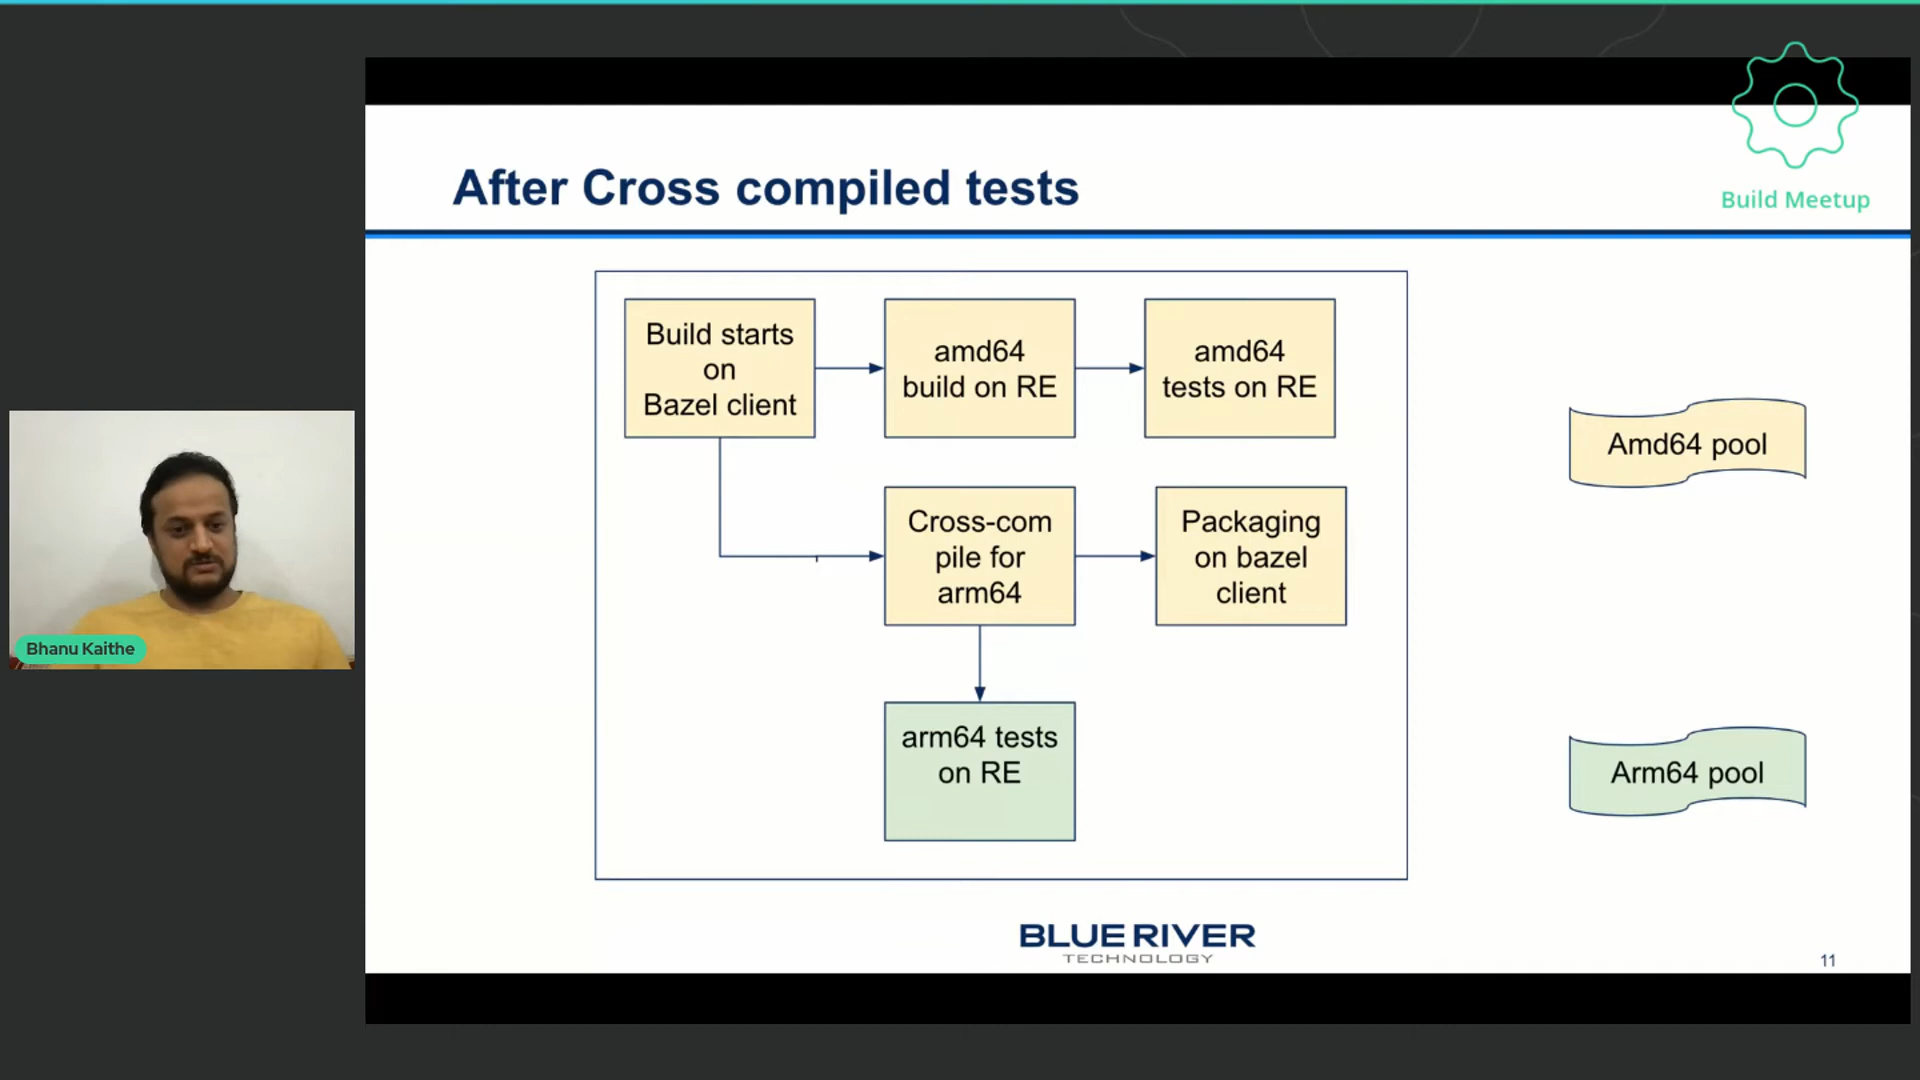 Build Meetup
After Cross compiled tests
Build starts
on
Bazel client
amd64
build on RE
amd64
tests on RE
Cross-com
pile for
arm64
Packaging
on bazel
client
arm64 tests
on RE
Amd64 pool
Arm64 pool
Bhanu Kaithe
BLUE RIVER
TECHNOLOGY
11